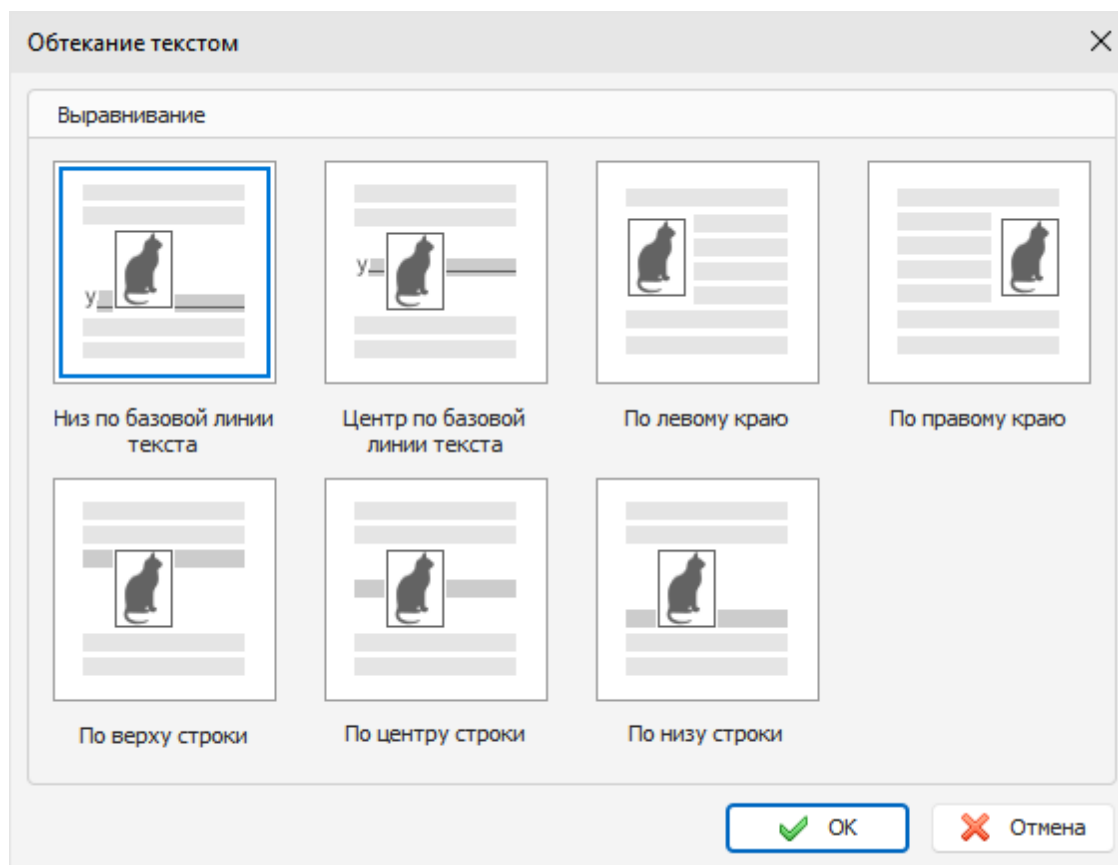 Обтекание текстом
Выравнивание
y
y
Низ по базовой линии
текста
Центр по базовой
линии текста
По левому краю
По правому краю
По верху строки
По центру строки
По низу строки
ОК
Отмена